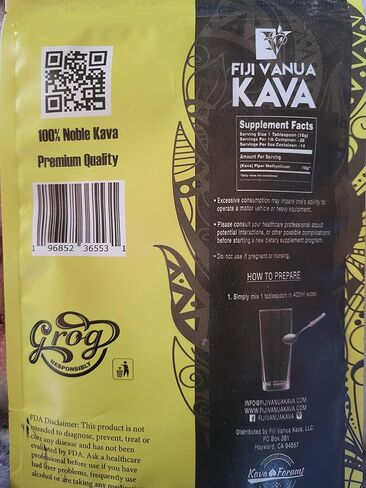 100% Noble Kava
Premium Quality
1 96852 36553 1
Grog
RESPONSIBLY
FDA Disclaimer: This product is not
intended to diagnose, prevent, treat or
cure any disease and has not been
evaluated by FDA. Ask a healthcare
professional before use if you have
had liver problems, frequently use
alcohol or are taking any medication
FIJI VANUA
KAVA
Supplement Facts
Serving Size 1 Tablespoon (16g)
Servings Per 1lb Container: ~28
Servings Per 8oz Container: ~14
Amount Per Serving
(Kava) Piper Methysticum 16g*
*Daily value not established
• Excessive consumption may impare one's ability to
operate a motor vehicle or heavy equipment.
• Please consult your healthcare professional about
potential interactions, or other possible complications
before starting a new dietary supplement program.
• Do not use if pregnant or nursing.
HOW TO PREPARE
1. Simply mix 1 tablespoon in 400ml water.
INFO@FIJIVANUAKAVA.COM
WWW.FIJIVANUAKAVA.COM
@FIJIVANUAKAVA
Distributed by Fiji Vanua Kava, LLC.
PO Box 381
Hayward, CA 94557
Kava Forums